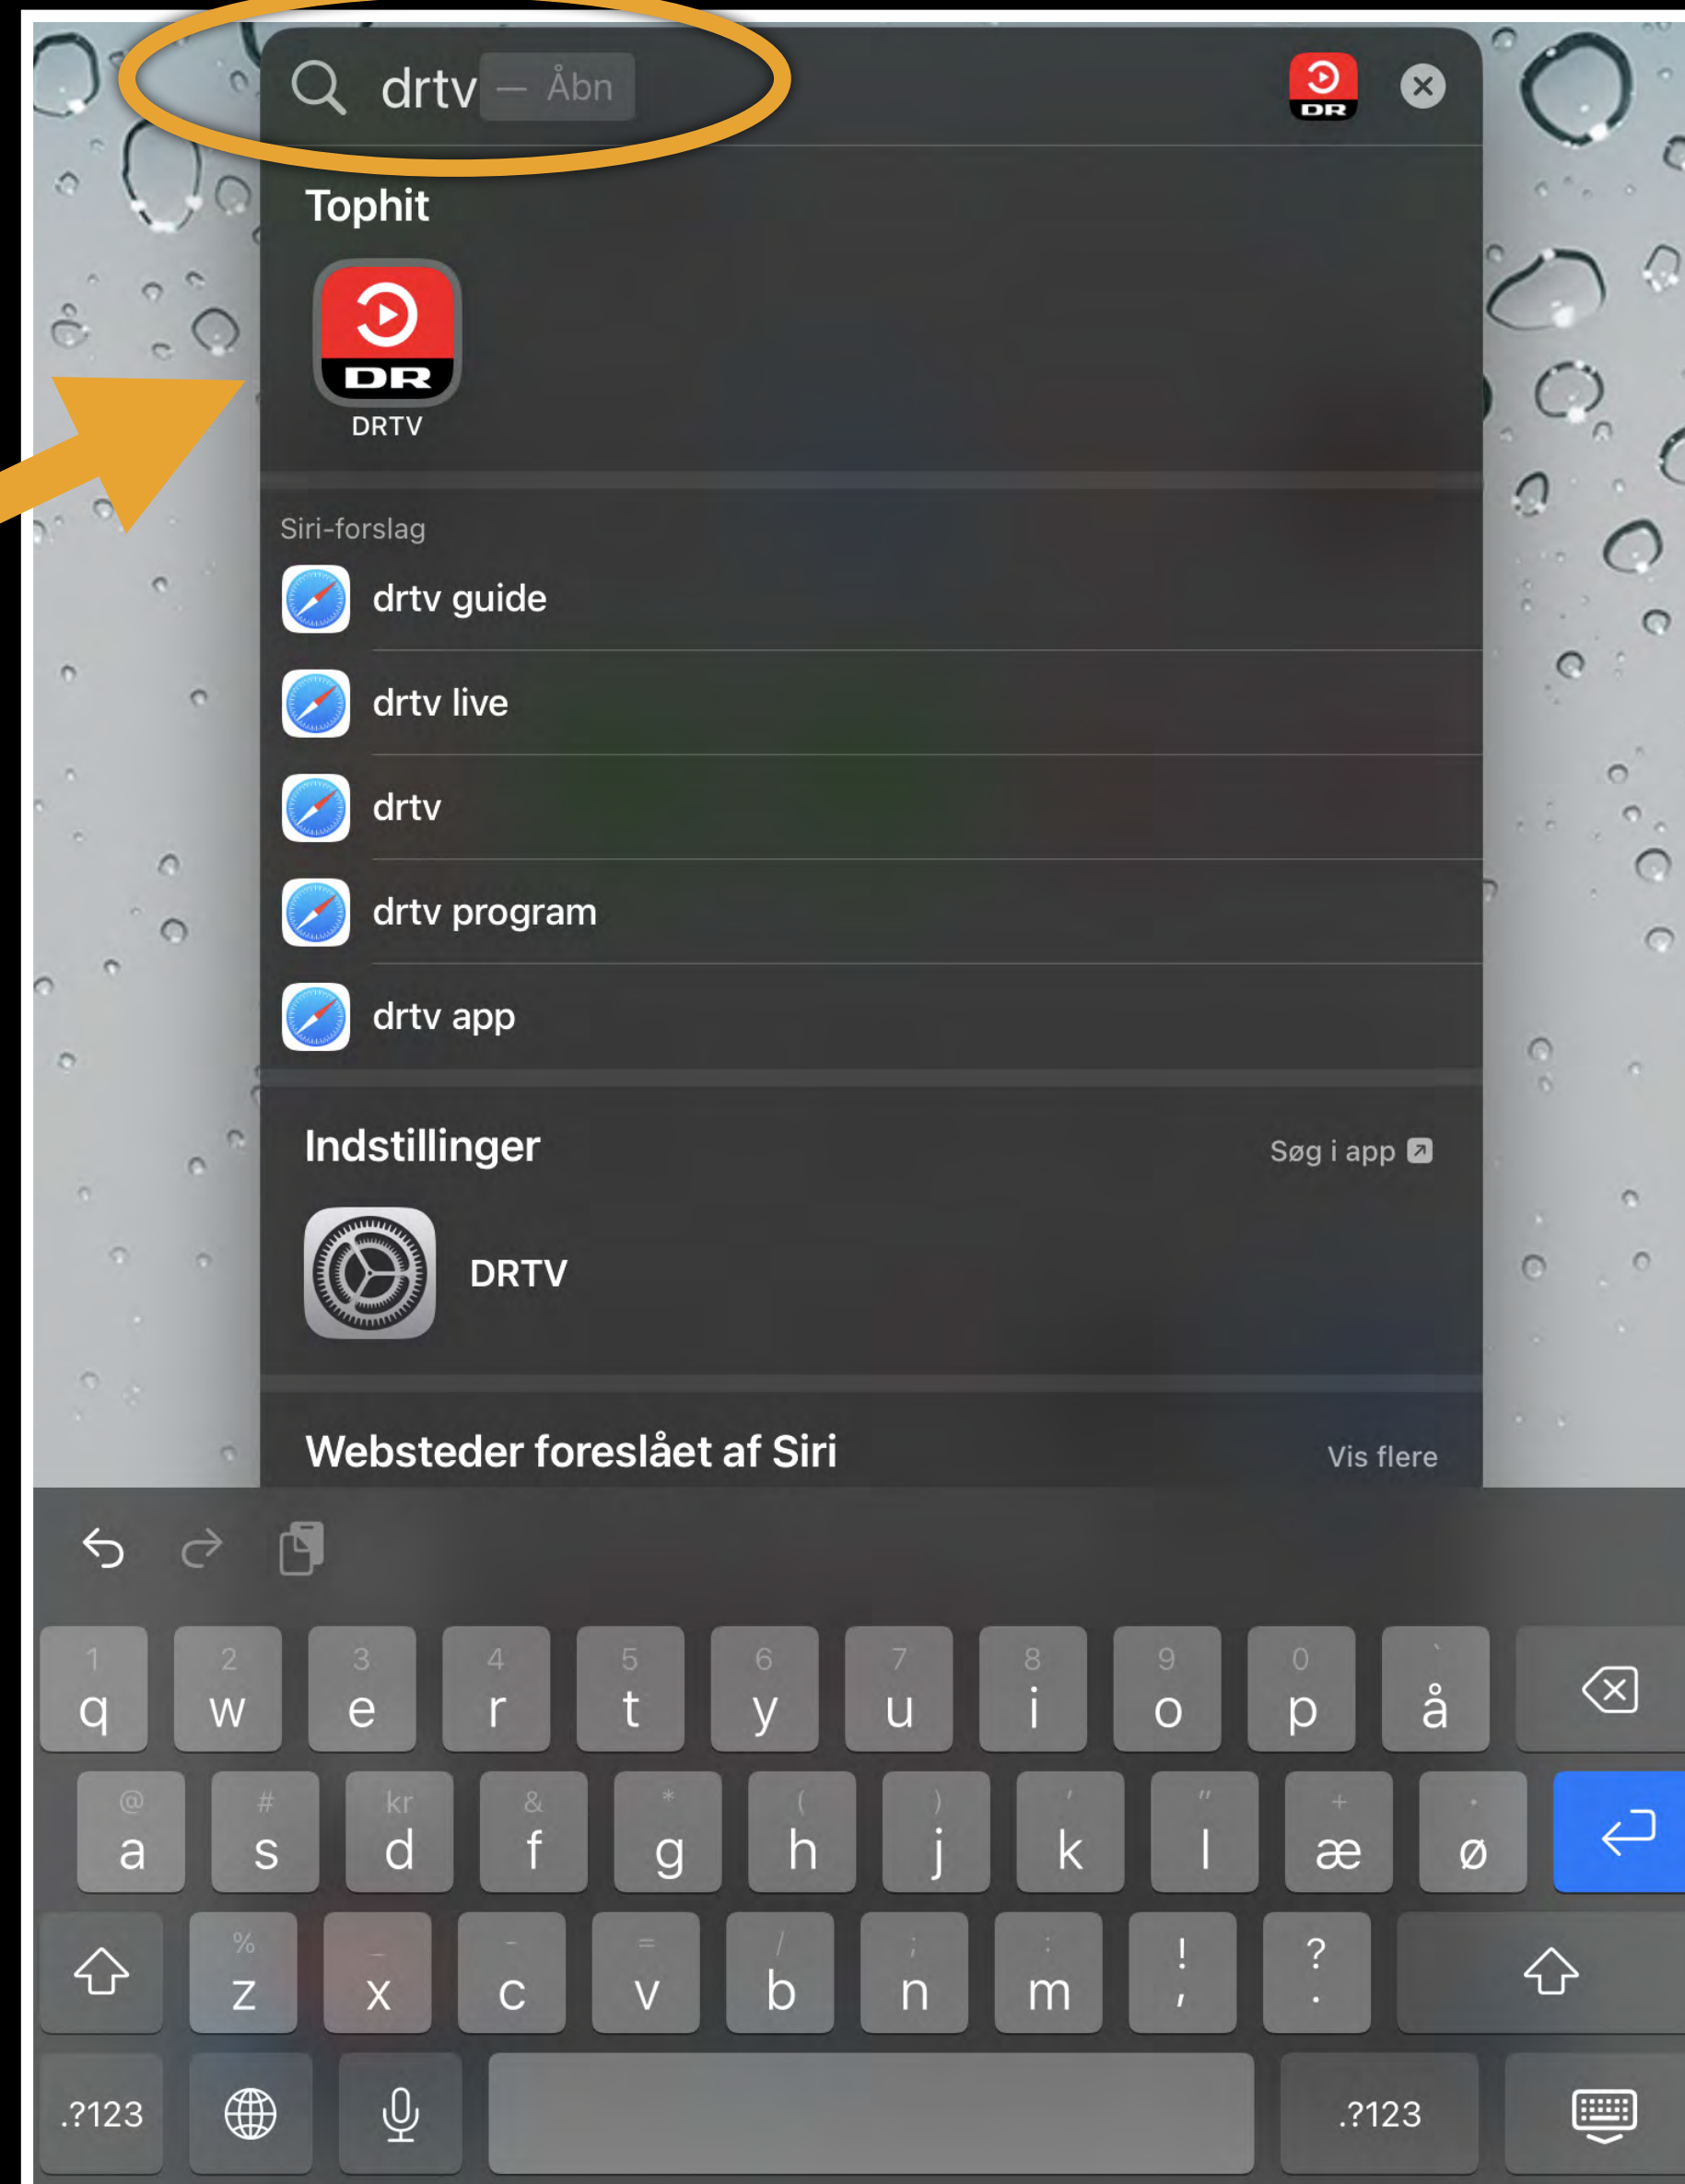 drtv — Åbn
DR
Tophit
DR
DRTV
Siri-forslag
drtv guide
drtv live
drtv
drtv program
drtv app
Indstillinger
Søg i app
DRTV
Websteder foreslået af Siri
Vis flere
1 2 3 4 5 6 7 8 9 0 `
q w e r t y u i o p å
@ # kr & * ( ) ' " + •
a s d f g h j k l æ ø
% _ - = / ; : ! ?
z x c v b n m , .
.?123 .?123